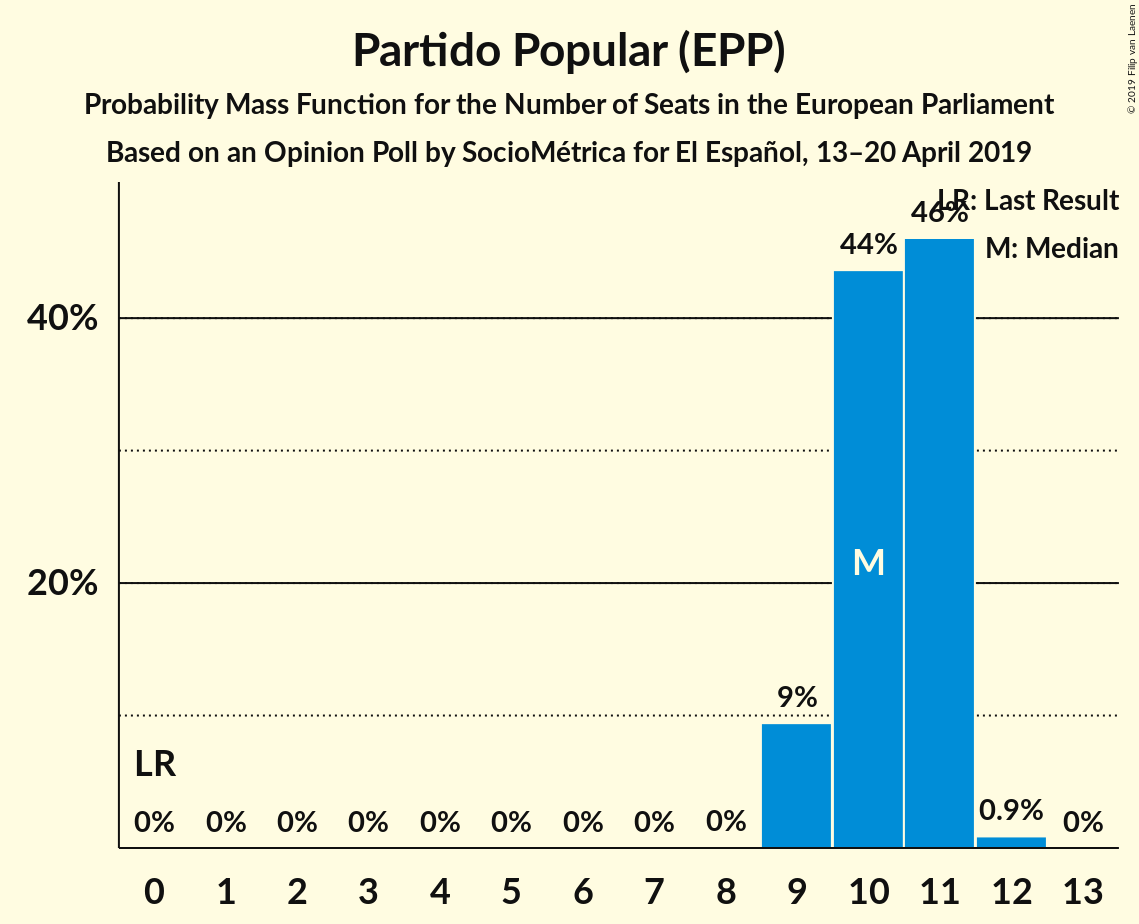 Partido Popular (EPP)
Probability Mass Function for the Number of Seats in the European Parliament
Based on an Opinion Poll by SocioMétrica for El Español, 13–20 April 2019
© 2019 Filip van Laenen
LR: Last Result
M: Median
46%
44%
40%
M
20%
9%
LR
0% 0% 0% 0% 0% 0% 0% 0% 0% 0.9% 0%
0 1 2 3 4 5 6 7 8 9 10 11 12 13